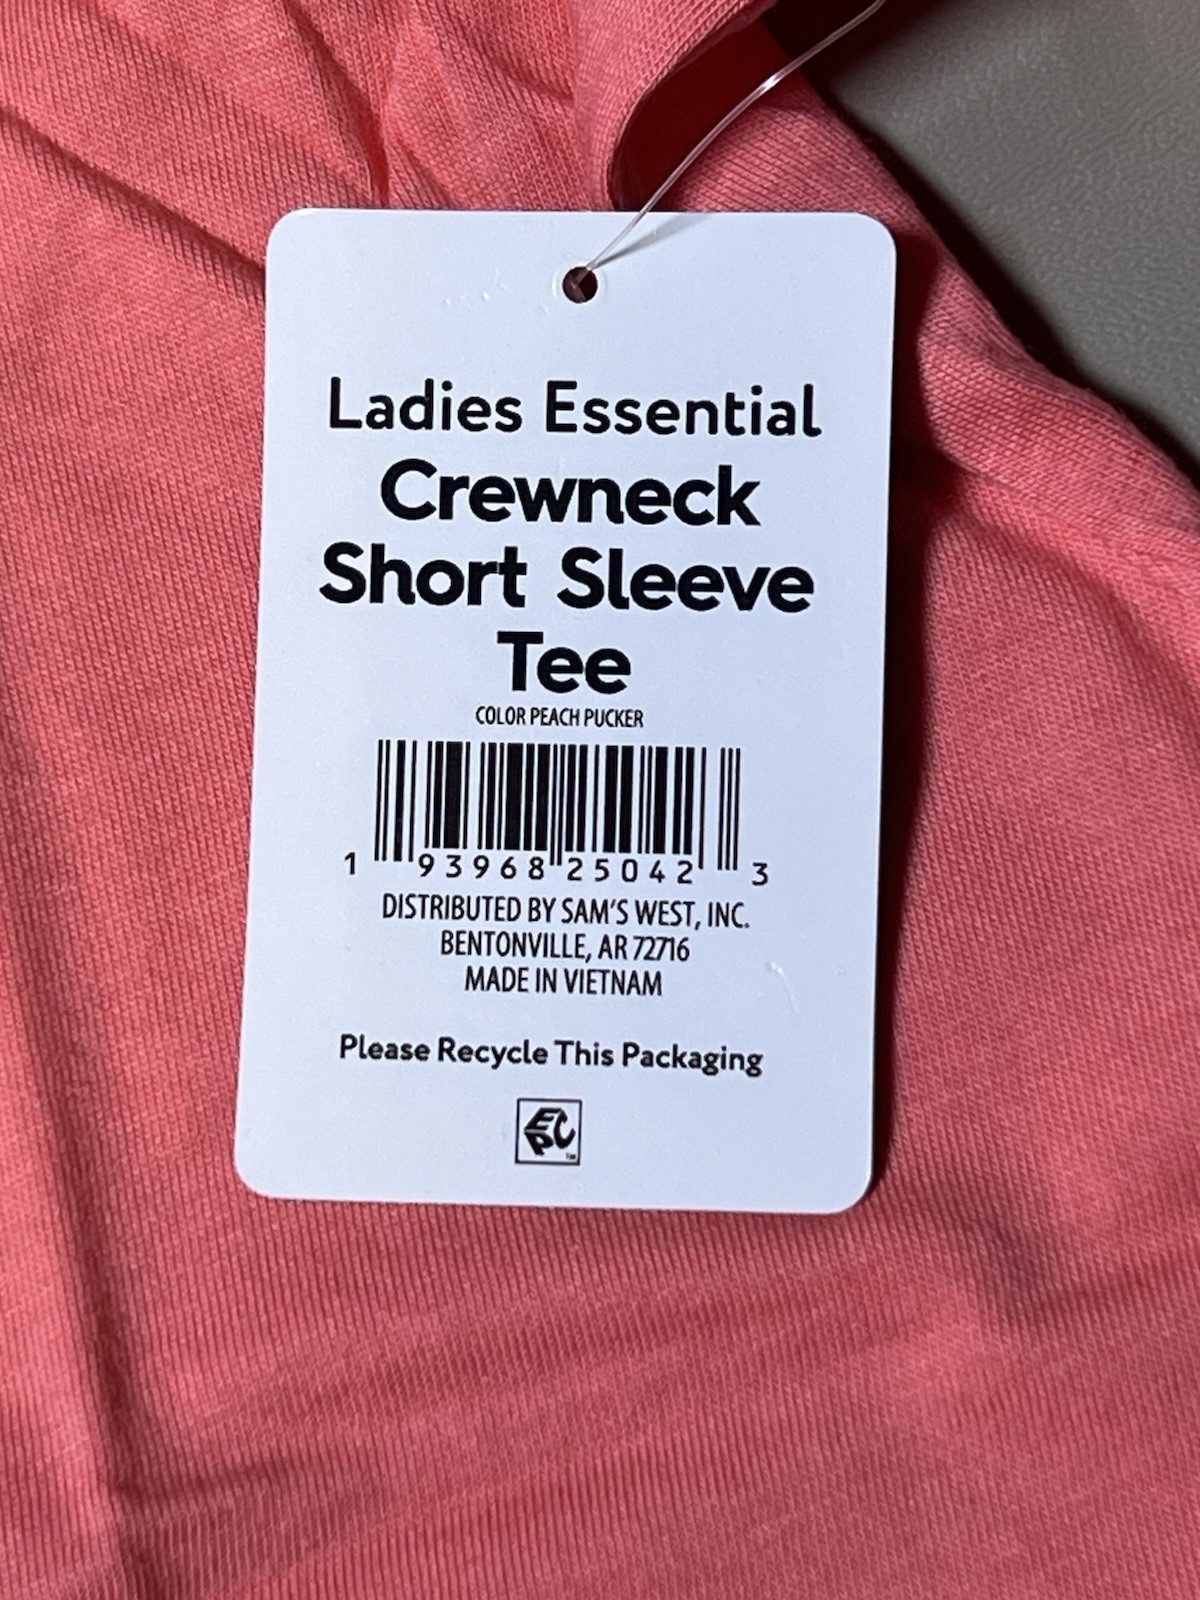 Ladies Essential
Crewneck
Short Sleeve
Tee
COLOR PEACH PUCKER
1 93968 25042 3
DISTRIBUTED BY SAM'S WEST, INC.
BENTONVILLE, AR 72716
MADE IN VIETNAM
Please Recycle This Packaging
EPC